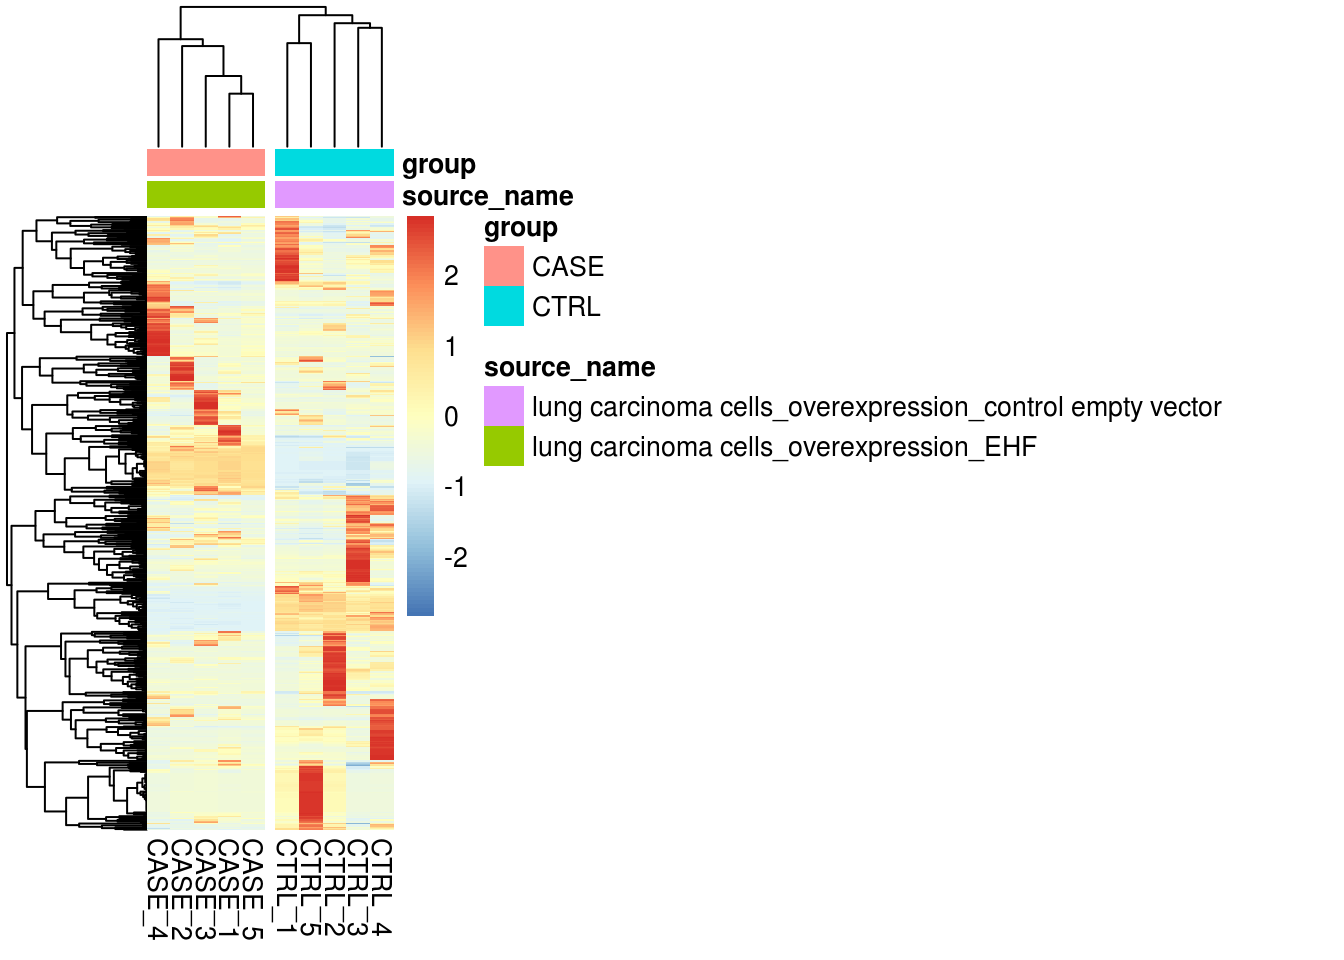 group
source_name
group
CASE
CTRL
source_name
lung carcinoma cells_overexpression_control empty vector
lung carcinoma cells_overexpression_EHF
2
1
0
-1
-2
CASE_4
CASE_2
CASE_3
CASE_1
CASE_5
CTRL_1
CTRL_5
CTRL_2
CTRL_3
CTRL_4